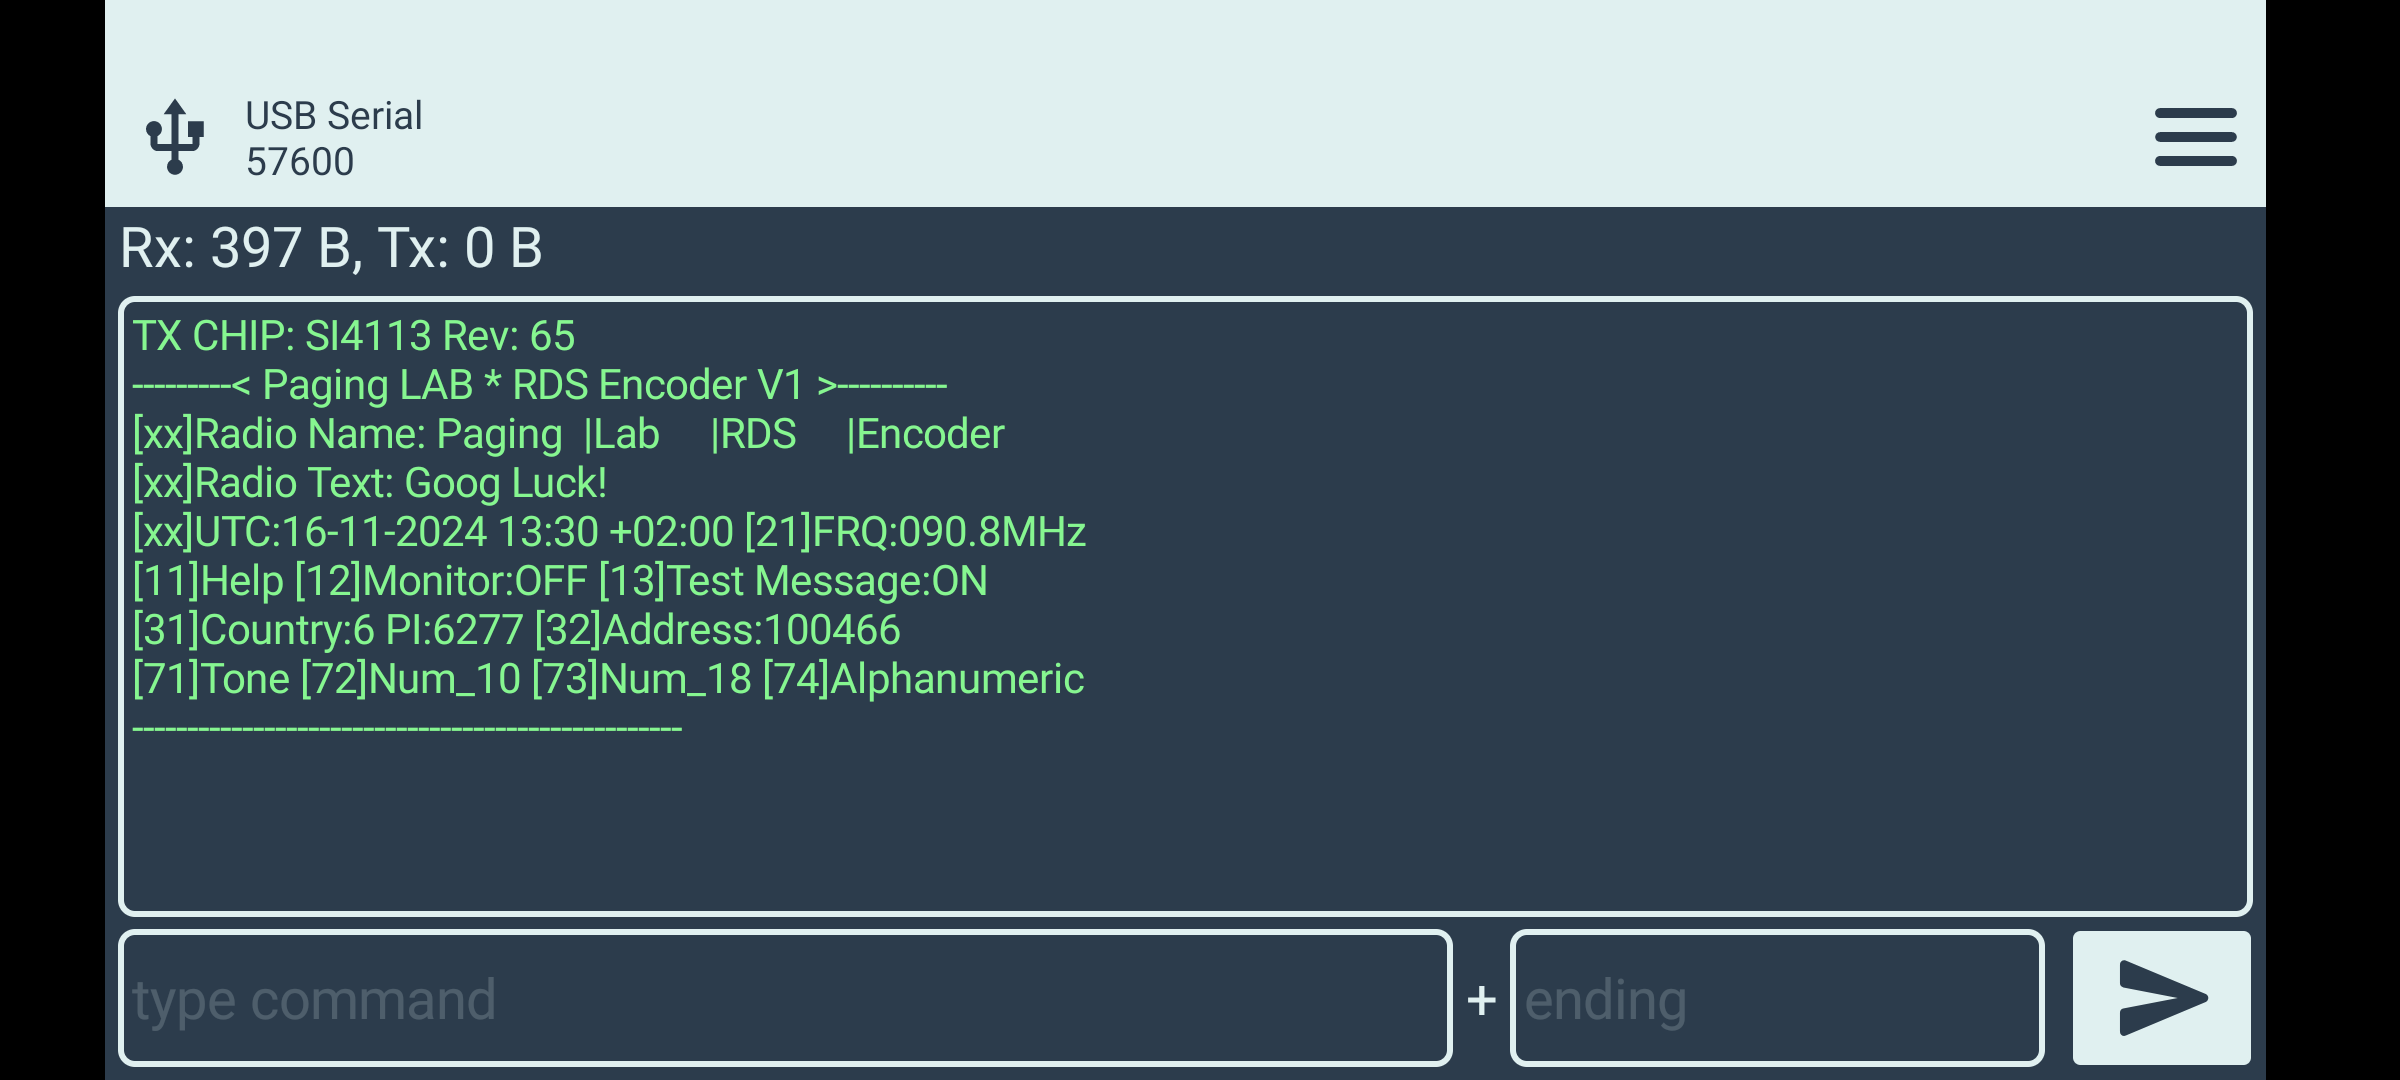 USB Serial
57600
Rx: 397 B, Tx: 0 B
TX CHIP: SI4113 Rev: 65
---------< Paging LAB * RDS Encoder V1 >----------
[xx]Radio Name: Paging  |Lab     |RDS     |Encoder
[xx]Radio Text: Goog Luck!
[xx]UTC:16-11-2024 13:30 +02:00 [21]FRQ:090.8MHz
[11]Help [12]Monitor:OFF [13]Test Message:ON
[31]Country:6 PI:6277 [32]Address:100466
[71]Tone [72]Num_10 [73]Num_18 [74]Alphanumeric
--------------------------------------------------
type command + ending